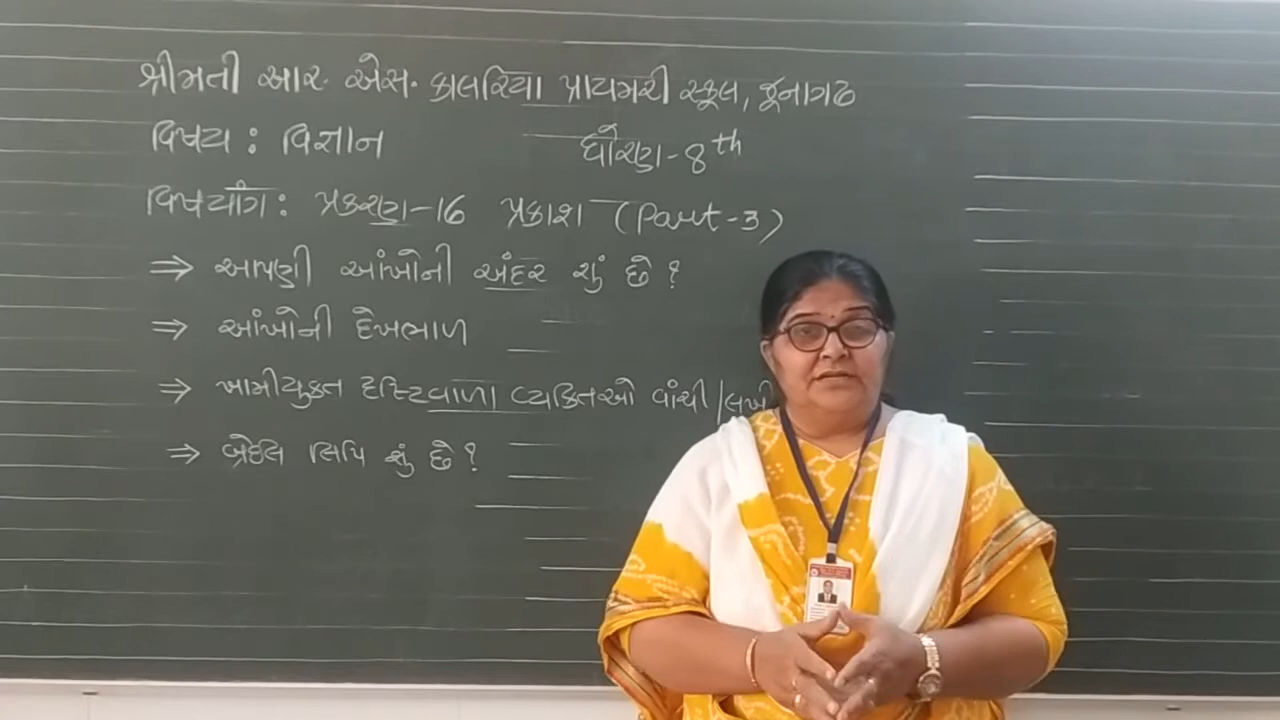 શ્રીમતી આર. એસ. કાલરિયા પ્રાયમરી સ્કૂલ, જૂનાગઢ
વિષય : વિજ્ઞાન ધોરણ-8th
વિષયાંગ : પ્રકરણ-16 પ્રકાશ (Part-3)
⇒ આપણી આંખોની અંદર શું છે ?
⇒ આંખોની દેખભાળ
⇒ ખામીયુક્ત દ્રષ્ટિવાળા વ્યક્તિઓ વાંચી/લખી
⇒ બ્રેઈલ લિપિ શું છે ?